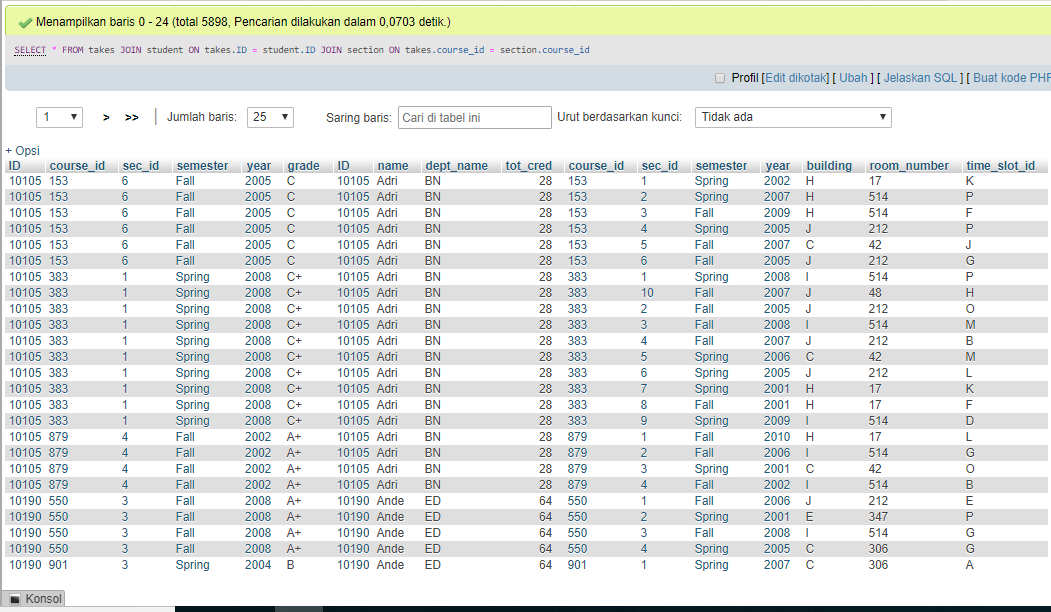 Menampilkan baris 0 - 24 (total 5898, Pencarian dilakukan dalam 0,0703 detik.)
SELECT * FROM takes JOIN student ON takes.ID = student.ID JOIN section ON takes.course_id = section.course_id
Profil [Edit dikotak] [ Ubah ] [ Jelaskan SQL ] [ Buat kode PHP
1 > >> | Jumlah baris: 25 Saring baris: Cari di tabel ini Urut berdasarkan kunci: Tidak ada
+ Opsi
ID course_id sec_id semester year grade ID name dept_name tot_cred course_id sec_id semester year building room_number time_slot_id
10105 153 6 Fall 2005 C 10105 Adri BN 28 153 1 Spring 2002 H 17 K
10105 153 6 Fall 2005 C 10105 Adri BN 28 153 2 Spring 2007 H 514 P
10105 153 6 Fall 2005 C 10105 Adri BN 28 153 3 Fall 2009 H 514 F
10105 153 6 Fall 2005 C 10105 Adri BN 28 153 4 Spring 2005 J 212 P
10105 153 6 Fall 2005 C 10105 Adri BN 28 153 5 Fall 2007 C 42 J
10105 153 6 Fall 2005 C 10105 Adri BN 28 153 6 Fall 2005 J 212 G
10105 383 1 Spring 2008 C+ 10105 Adri BN 28 383 1 Spring 2008 I 514 P
10105 383 1 Spring 2008 C+ 10105 Adri BN 28 383 10 Fall 2007 J 48 H
10105 383 1 Spring 2008 C+ 10105 Adri BN 28 383 2 Fall 2005 J 212 O
10105 383 1 Spring 2008 C+ 10105 Adri BN 28 383 3 Fall 2008 I 514 M
10105 383 1 Spring 2008 C+ 10105 Adri BN 28 383 4 Fall 2007 J 212 B
10105 383 1 Spring 2008 C+ 10105 Adri BN 28 383 5 Spring 2006 C 42 M
10105 383 1 Spring 2008 C+ 10105 Adri BN 28 383 6 Spring 2005 J 212 L
10105 383 1 Spring 2008 C+ 10105 Adri BN 28 383 7 Spring 2001 H 17 K
10105 383 1 Spring 2008 C+ 10105 Adri BN 28 383 8 Fall 2001 H 17 F
10105 383 1 Spring 2008 C+ 10105 Adri BN 28 383 9 Spring 2009 I 514 D
10105 879 4 Fall 2002 A+ 10105 Adri BN 28 879 1 Fall 2010 H 17 L
10105 879 4 Fall 2002 A+ 10105 Adri BN 28 879 2 Fall 2006 I 514 G
10105 879 4 Fall 2002 A+ 10105 Adri BN 28 879 3 Spring 2001 C 42 O
10105 879 4 Fall 2002 A+ 10105 Adri BN 28 879 4 Fall 2002 I 514 B
10190 550 3 Fall 2008 A+ 10190 Ande ED 64 550 1 Fall 2006 J 212 E
10190 550 3 Fall 2008 A+ 10190 Ande ED 64 550 2 Spring 2001 E 347 P
10190 550 3 Fall 2008 A+ 10190 Ande ED 64 550 3 Fall 2008 I 514 G
10190 550 3 Fall 2008 A+ 10190 Ande ED 64 550 4 Spring 2005 C 306 G
10190 901 3 Spring 2004 B 10190 Ande ED 64 901 1 Spring 2007 C 306 A
Konsol